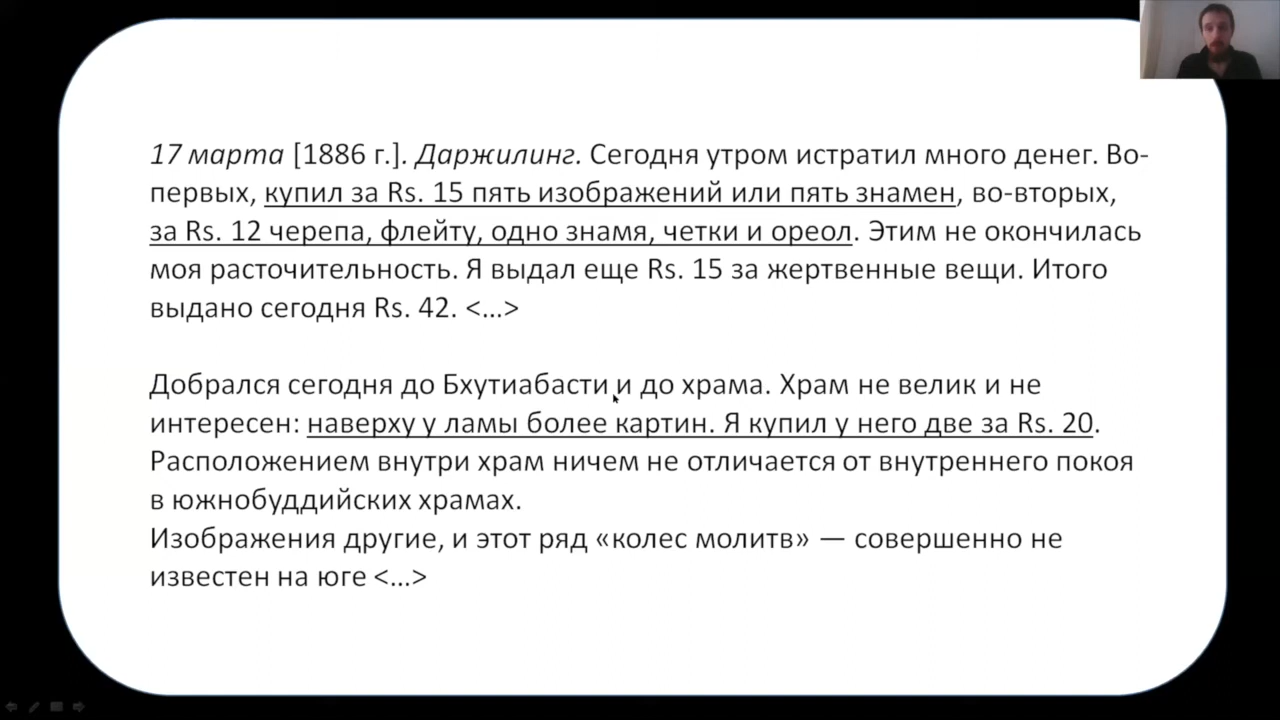 17 марта [1886 г.]. Даржилинг. Сегодня утром истратил много денег. Во-
первых, купил за Rs. 15 пять изображений или пять знамен, во-вторых,
за Rs. 12 черепа, флейту, одно знамя, четки и ореол. Этим не окончилась
моя расточительность. Я выдал еще Rs. 15 за жертвенные вещи. Итого
выдано сегодня Rs. 42. <...>
Добрался сегодня до Бхутиабасти и до храма. Храм не велик и не
интересен: наверху у ламы более картин. Я купил у него две за Rs. 20.
Расположением внутри храм ничем не отличается от внутреннего покоя
в южнобуддийских храмах.
Изображения другие, и этот ряд «колес молитв» — совершенно не
известен на юге <...>